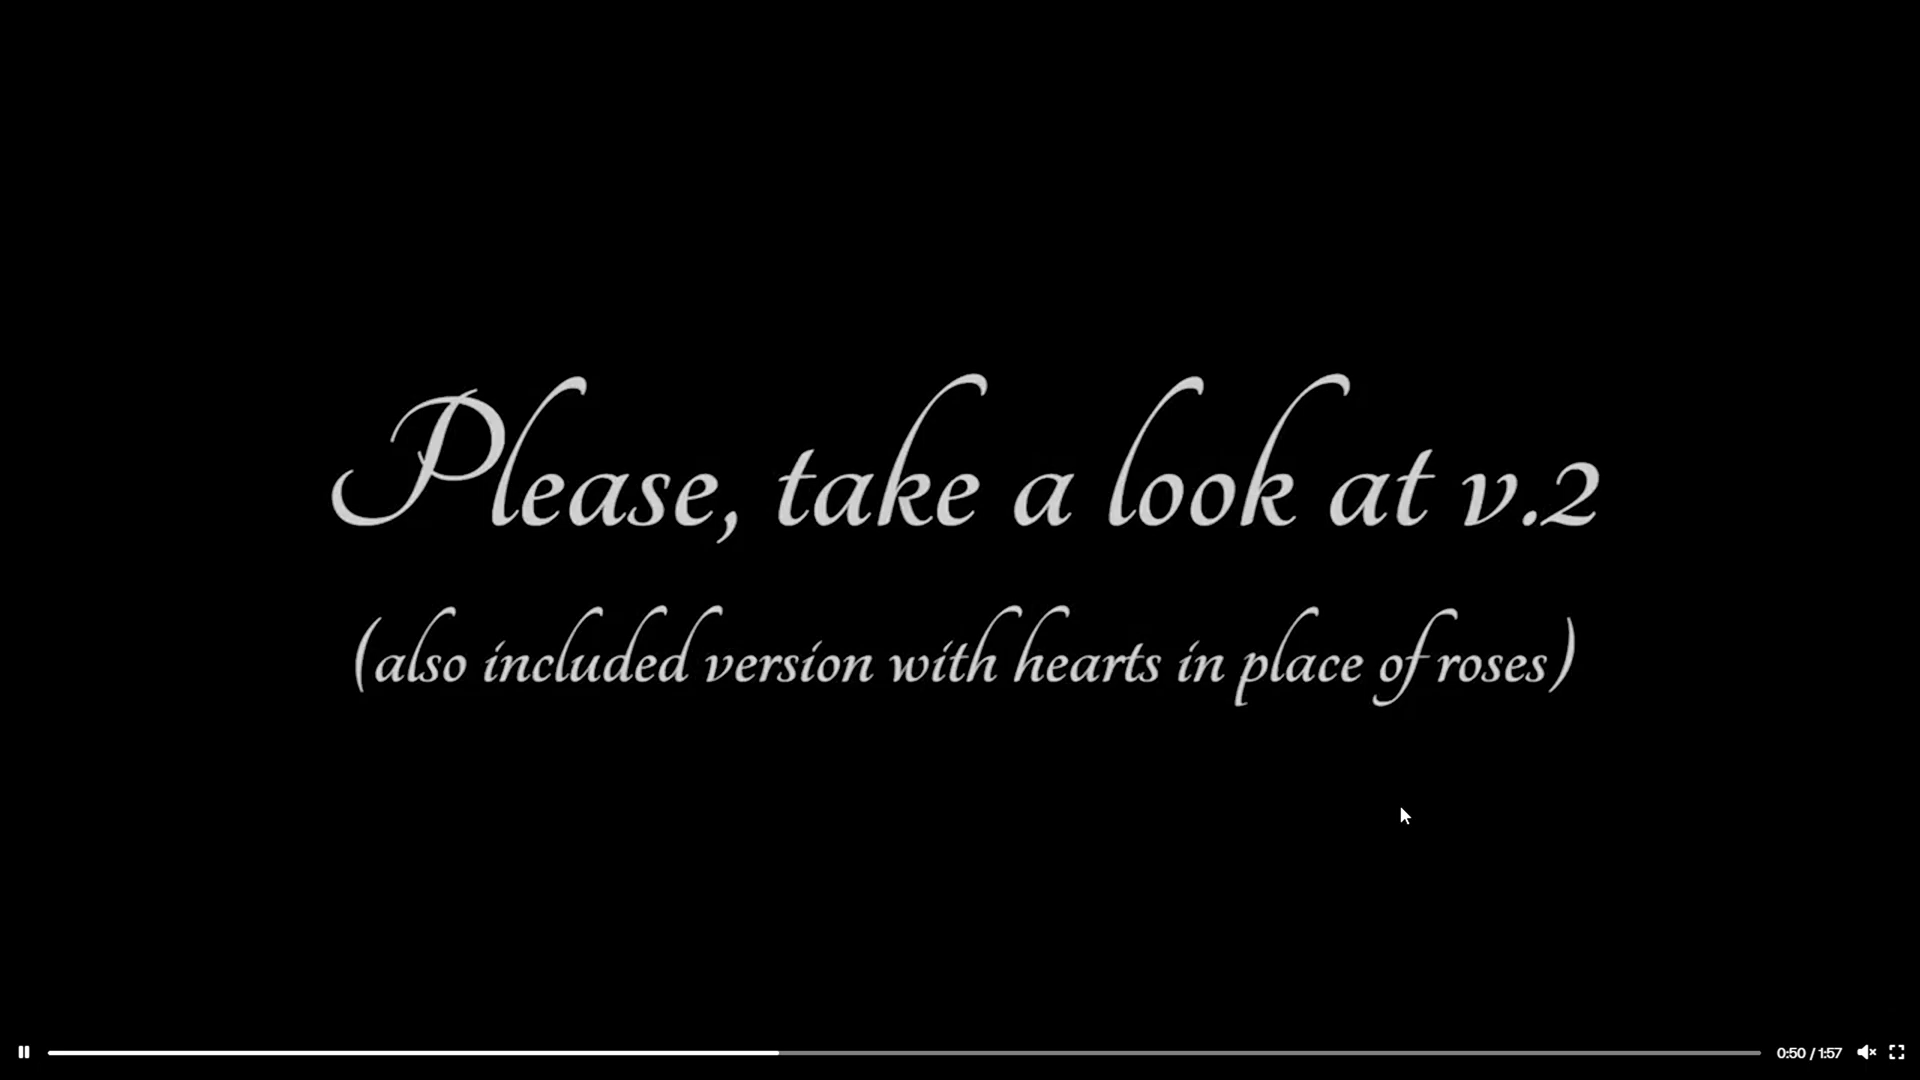 Please, take a look at v.2
(also included version with hearts in place of roses)
0:50 / 1:57